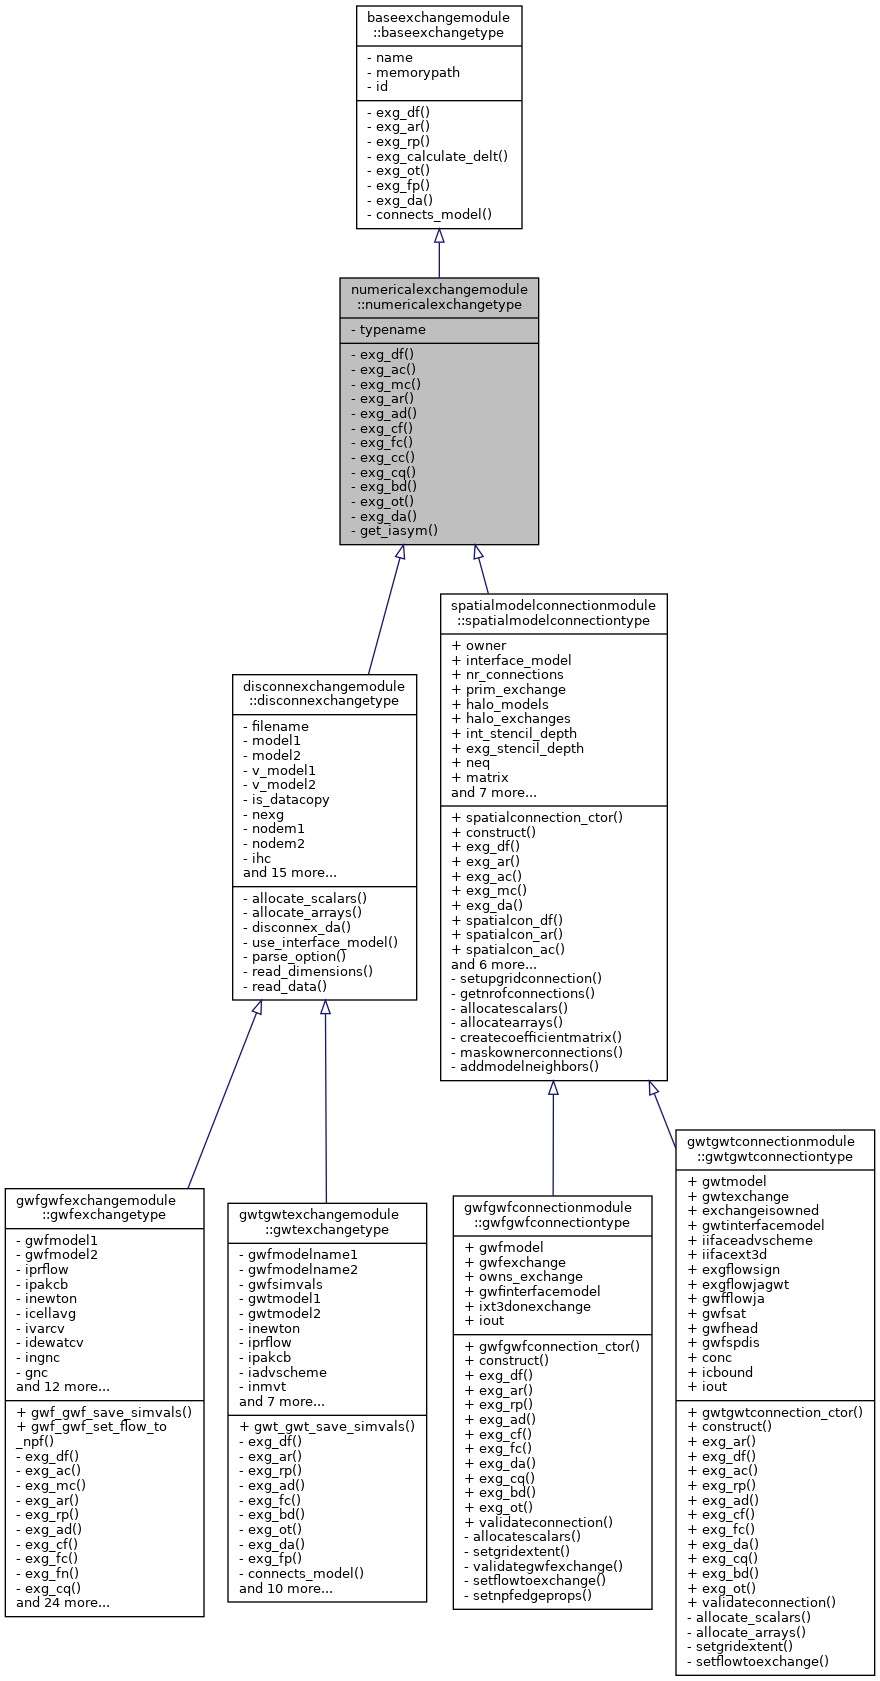 baseexchangemodule
::baseexchangetype
- name
- memorypath
- id
- exg_df()
- exg_ar()
- exg_rp()
- exg_calculate_delt()
- exg_ot()
- exg_fp()
- exg_da()
- connects_model()
numericalexchangemodule
::numericalexchangetype
- typename
- exg_df()
- exg_ac()
- exg_mc()
- exg_ar()
- exg_ad()
- exg_cf()
- exg_fc()
- exg_cc()
- exg_cq()
- exg_bd()
- exg_ot()
- exg_da()
- get_iasym()
disconnexchangemodule
::disconnexchangetype
- filename
- model1
- model2
- v_model1
- v_model2
- is_datacopy
- nexg
- nodem1
- nodem2
- ihc
and 15 more...
- allocate_scalars()
- allocate_arrays()
- disconnex_da()
- use_interface_model()
- parse_option()
- read_dimensions()
- read_data()
spatialmodelconnectionmodule
::spatialmodelconnectiontype
+ owner
+ interface_model
+ nr_connections
+ prim_exchange
+ halo_models
+ halo_exchanges
+ int_stencil_depth
+ exg_stencil_depth
+ neq
+ matrix
and 7 more...
+ spatialconnection_ctor()
+ construct()
+ exg_df()
+ exg_ar()
+ exg_ac()
+ exg_mc()
+ exg_da()
+ spatialcon_df()
+ spatialcon_ar()
+ spatialcon_ac()
and 6 more...
- setupgridconnection()
- getnrofconnections()
- allocatescalars()
- allocatearrays()
- createcoefficientmatrix()
- maskownerconnections()
- addmodelneighbors()
gwfgwfexchangemodule
::gwfexchangetype
- gwfmodel1
- gwfmodel2
- iprflow
- ipakcb
- inewton
- icellavg
- ivarcv
- idewatcv
- ingnc
- gnc
and 12 more...
+ gwf_gwf_save_simvals()
+ gwf_gwf_set_flow_to
_npf()
- exg_df()
- exg_ac()
- exg_mc()
- exg_ar()
- exg_rp()
- exg_ad()
- exg_cf()
- exg_fc()
- exg_fn()
- exg_cq()
and 24 more...
gwtgwtexchangemodule
::gwtexchangetype
- gwfmodelname1
- gwfmodelname2
- gwfsimvals
- gwtmodel1
- gwtmodel2
- inewton
- iprflow
- ipakcb
- iadvscheme
- inmvt
and 7 more...
+ gwt_gwt_save_simvals()
- exg_df()
- exg_ar()
- exg_rp()
- exg_ad()
- exg_fc()
- exg_bd()
- exg_ot()
- exg_da()
- exg_fp()
- connects_model()
and 10 more...
gwfgwfconnectionmodule
::gwfgwfconnectiontype
+ gwfmodel
+ gwfexchange
+ owns_exchange
+ gwfinterfacemodel
+ ixt3donexchange
+ iout
+ gwfgwfconnection_ctor()
+ construct()
+ exg_df()
+ exg_ar()
+ exg_rp()
+ exg_ad()
+ exg_cf()
+ exg_fc()
+ exg_da()
+ exg_cq()
+ exg_bd()
+ exg_ot()
+ validateconnection()
- allocatescalars()
- setgridextent()
- validategwfexchange()
- setflowtoexchange()
- setnpfedgeprops()
gwtgwtconnectionmodule
::gwtgwtconnectiontype
+ gwtmodel
+ gwtexchange
+ exchangeisowned
+ gwtinterfacemodel
+ iifaceadvscheme
+ iifacext3d
+ exgflowsign
+ exgflowjagwt
+ gwfflowja
+ gwfsat
+ gwfhead
+ gwfspdis
+ conc
+ icbound
+ iout
+ gwtgwtconnection_ctor()
+ construct()
+ exg_ar()
+ exg_df()
+ exg_ac()
+ exg_rp()
+ exg_ad()
+ exg_cf()
+ exg_fc()
+ exg_da()
+ exg_cq()
+ exg_bd()
+ exg_ot()
+ validateconnection()
- allocate_scalars()
- allocate_arrays()
- setgridextent()
- setflowtoexchange()